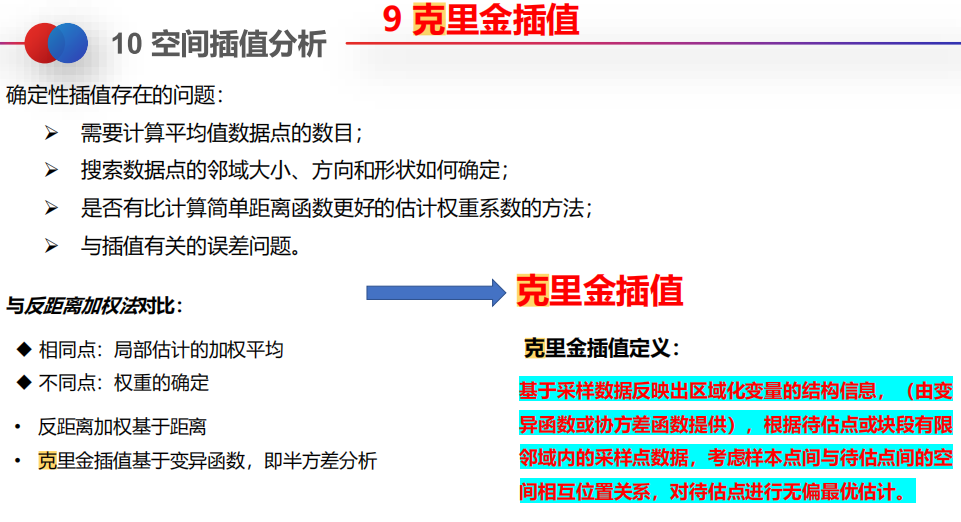 9 克里金插值
10 空间插值分析
确定性插值存在的问题：
➢ 需要计算平均值数据点的数目；
➢ 搜索数据点的邻域大小、方向和形状如何确定；
➢ 是否有比计算简单距离函数更好的估计权重系数的方法；
➢ 与插值有关的误差问题。
与反距离加权法对比：
◆ 相同点：局部估计的加权平均
◆ 不同点：权重的确定
• 反距离加权基于距离
• 克里金插值基于变异函数，即半方差分析
克里金插值
克里金插值定义：
基于采样数据反映出区域化变量的结构信息，（由变
异函数或协方差函数提供），根据待估点或块段有限
邻域内的采样点数据，考虑样本点间与待估点间的空
间相互位置关系，对待估点进行无偏最优估计。